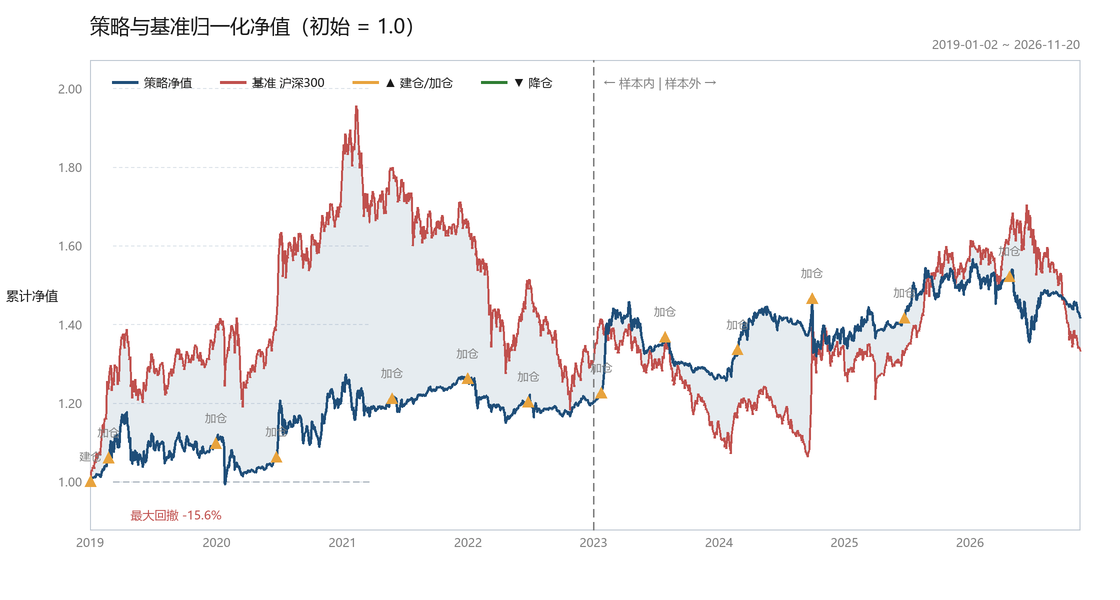 策略与基准归一化净值（初始 = 1.0）
2019-01-02 ~ 2026-11-20
策略净值 基准 沪深300 ▲ 建仓/加仓 ▼ 降仓
← 样本内 | 样本外 →
2.00
1.80
1.60
1.40
1.20
1.00
累计净值
建仓
加仓
加仓
加仓
加仓
加仓
加仓
加仓
加仓
加仓
加仓
加仓
加仓
最大回撤 -15.6%
2019 2020 2021 2022 2023 2024 2025 2026